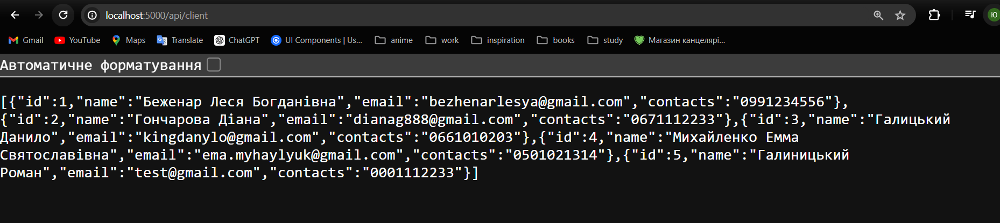 localhost:5000/api/client
Ю
Gmail YouTube Maps Translate ChatGPT UI Components | Us... anime work inspiration books study Магазин канцелярі...
Автоматичне форматування
[{"id":1,"name":"Беженар Леся Богданівна","email":"bezhenarlesya@gmail.com","contacts":"0991234556"},
{"id":2,"name":"Гончарова Діана","email":"dianag888@gmail.com","contacts":"0671112233"},{"id":3,"name":"Галицький
Данило","email":"kingdanylo@gmail.com","contacts":"0661010203"},{"id":4,"name":"Михайленко Емма
Святославівна","email":"ema.myhaylyuk@gmail.com","contacts":"0501021314"},{"id":5,"name":"Галиницький
Роман","email":"test@gmail.com","contacts":"0001112233"}]